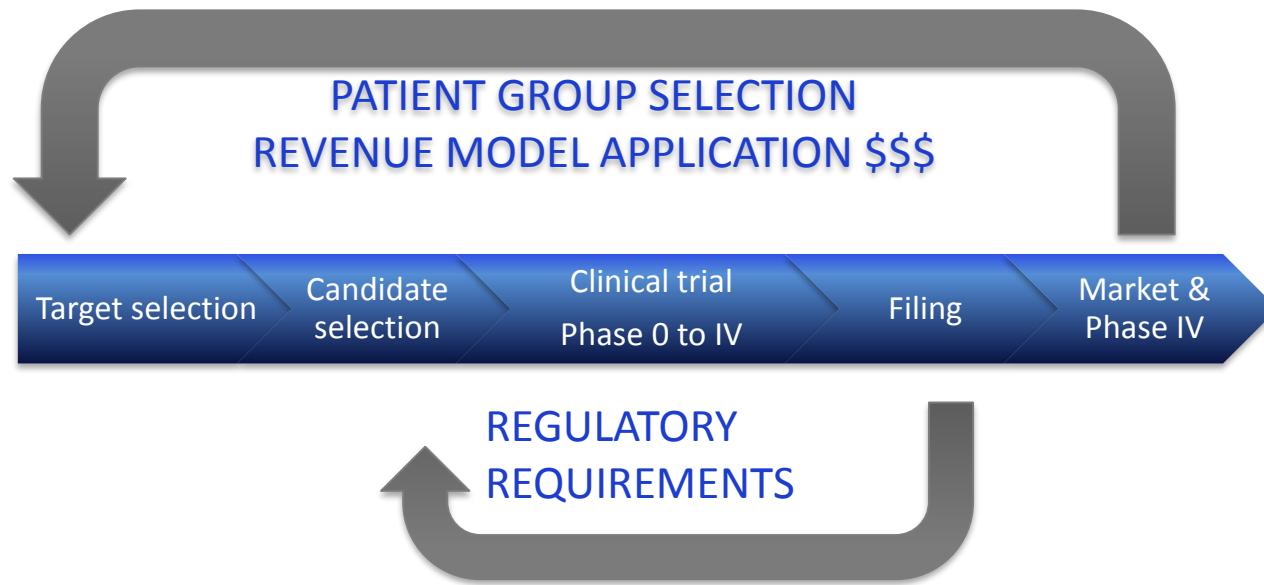 PATIENT GROUP SELECTION
REVENUE MODEL APPLICATION $$$
Target selection
Candidate
selection
Clinical trial
Phase 0 to IV
Filing
Market &
Phase IV
REGULATORY
REQUIREMENTS